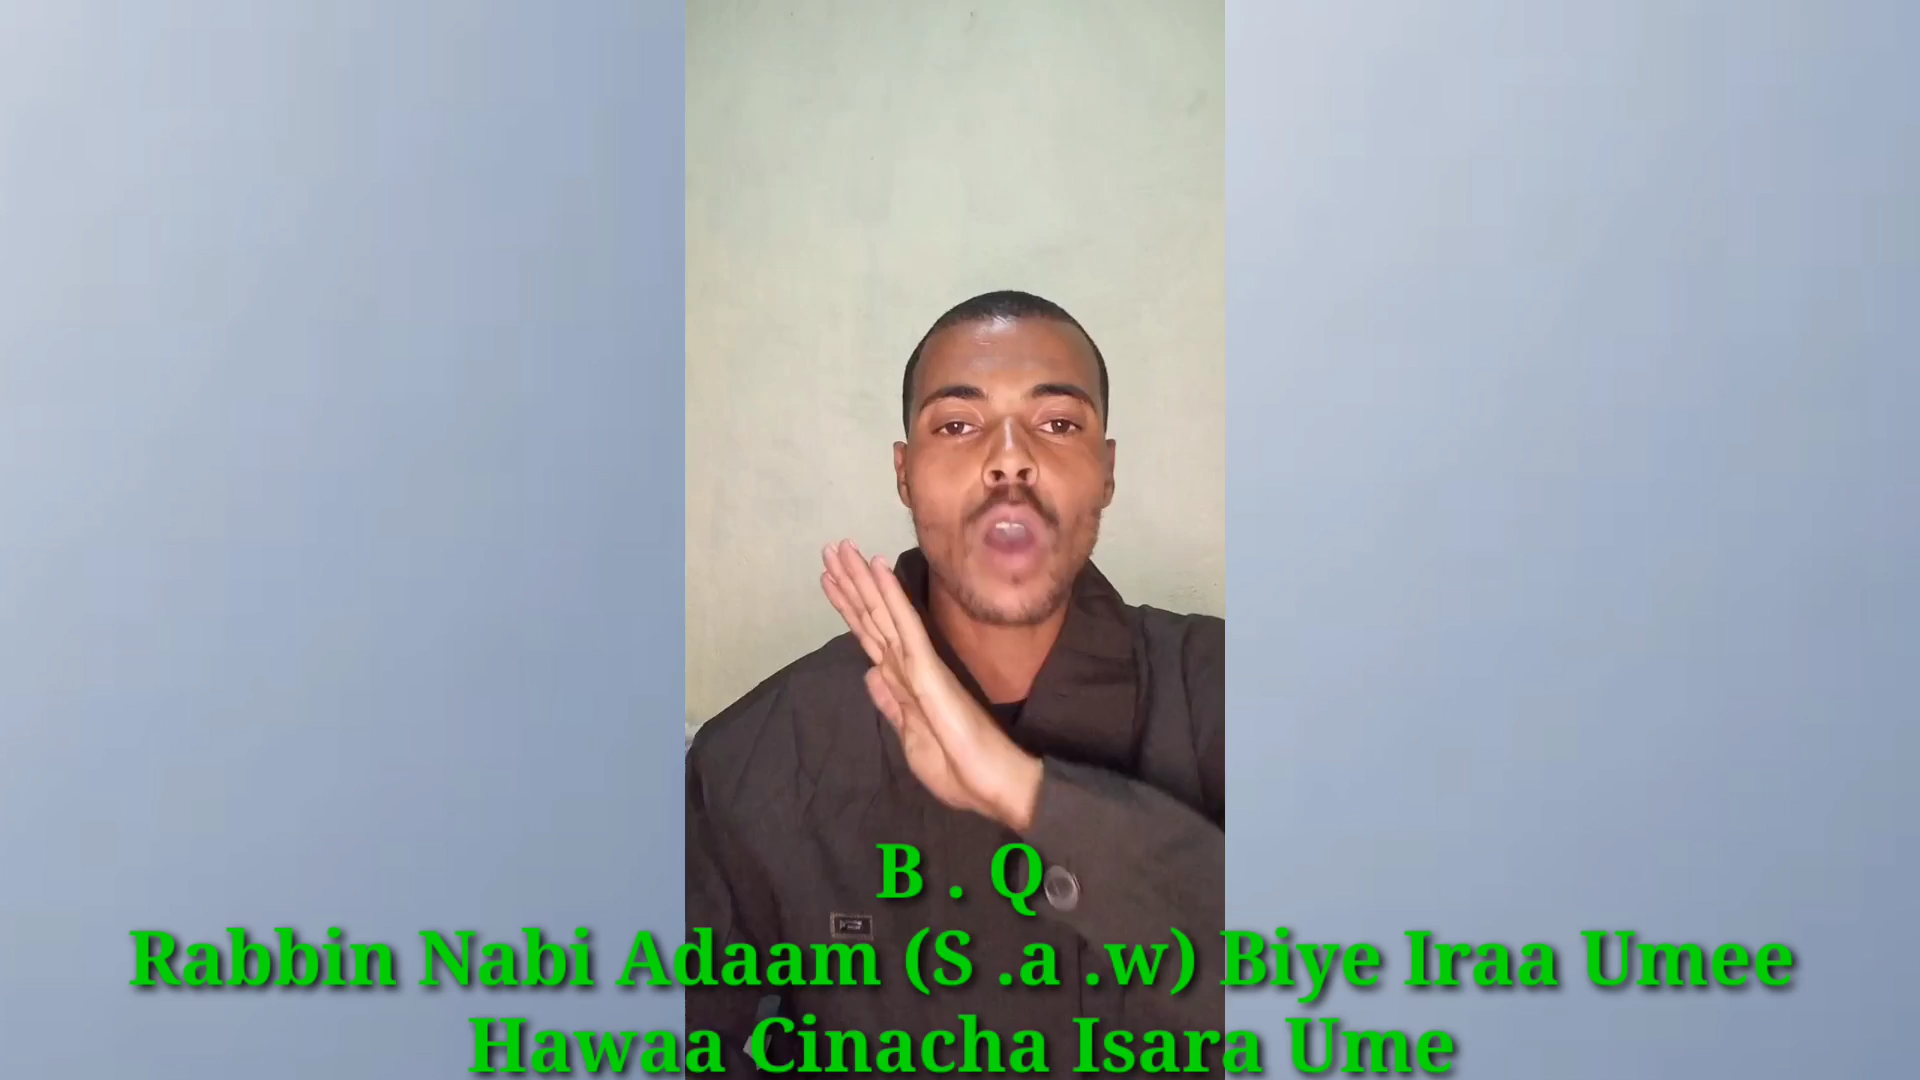 B . Q
Rabbin Nabi Adaam (S .a .w) Biye Iraa Umee
Hawaa Cinacha Isara Ume